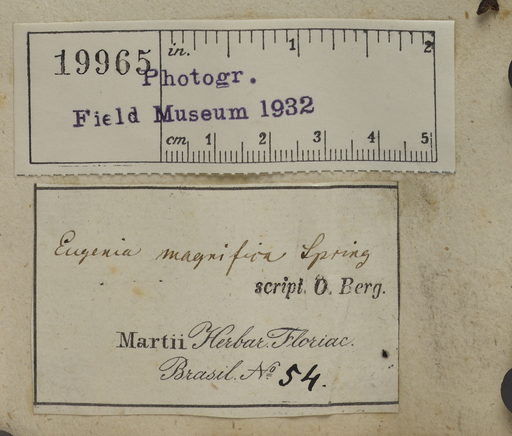 19965 in. 1 2
Photogr.
Field Museum 1932
cm 1 2 3 4 5
Eugenia magnifica Spring
script. O. Berg.
Martii Herbar. Floriae.
Brasil. No 54.